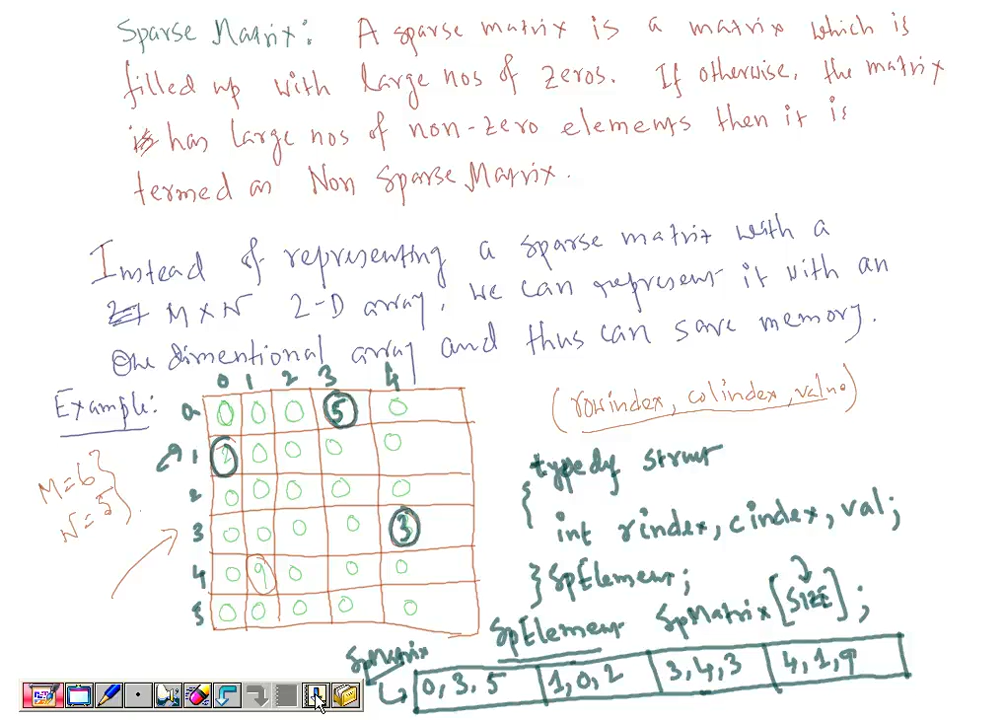 Sparse Matrix: A sparse matrix is a matrix which is
filled up with large nos of zeros. If otherwise, the matrix
has large nos of non-zero elements then it is
termed as Non Sparse Matrix.
Instead of representing a sparse matrix with a
M x N 2-D array, we can represent it with an
One dimentional array and thus can save memory.
Example:
(rowindex, colindex, value)
0 1 2 3 4
0 0 0 0 5 0
1 2 0 0 0 0
2 0 0 0 0 0
3 0 0 0 0 3
4 0 9 0 0 0
5 0 0 0 0 0
M=6
N=5
typedef struct
{
int rindex, cindex, val;
} SpElement;
SpElement SpMatrix [SIZE];
SpMatrix
0, 3, 5 1, 0, 2 3, 4, 3 4, 1, 9